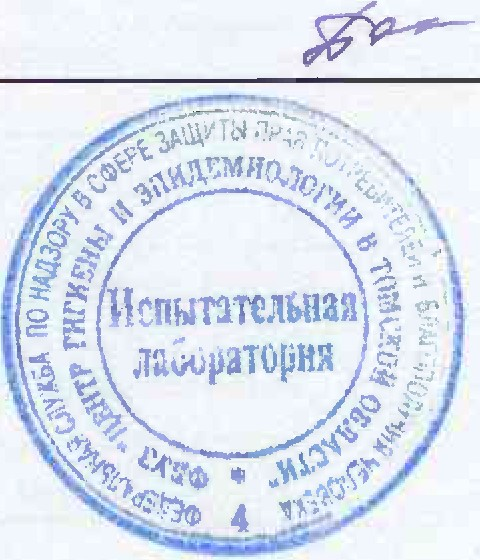 ФЕДЕРАЛЬНАЯ СЛУЖБА ПО НАДЗОРУ В СФЕРЕ ЗАЩИТЫ ПРАВ ПОТРЕБИТЕЛЕЙ И БЛАГОПОЛУЧИЯ ЧЕЛОВЕКА
ФБУЗ "ЦЕНТР ГИГИЕНЫ И ЭПИДЕМИОЛОГИИ В ТОМСКОЙ ОБЛАСТИ"
Испытательная
лаборатория
* 4